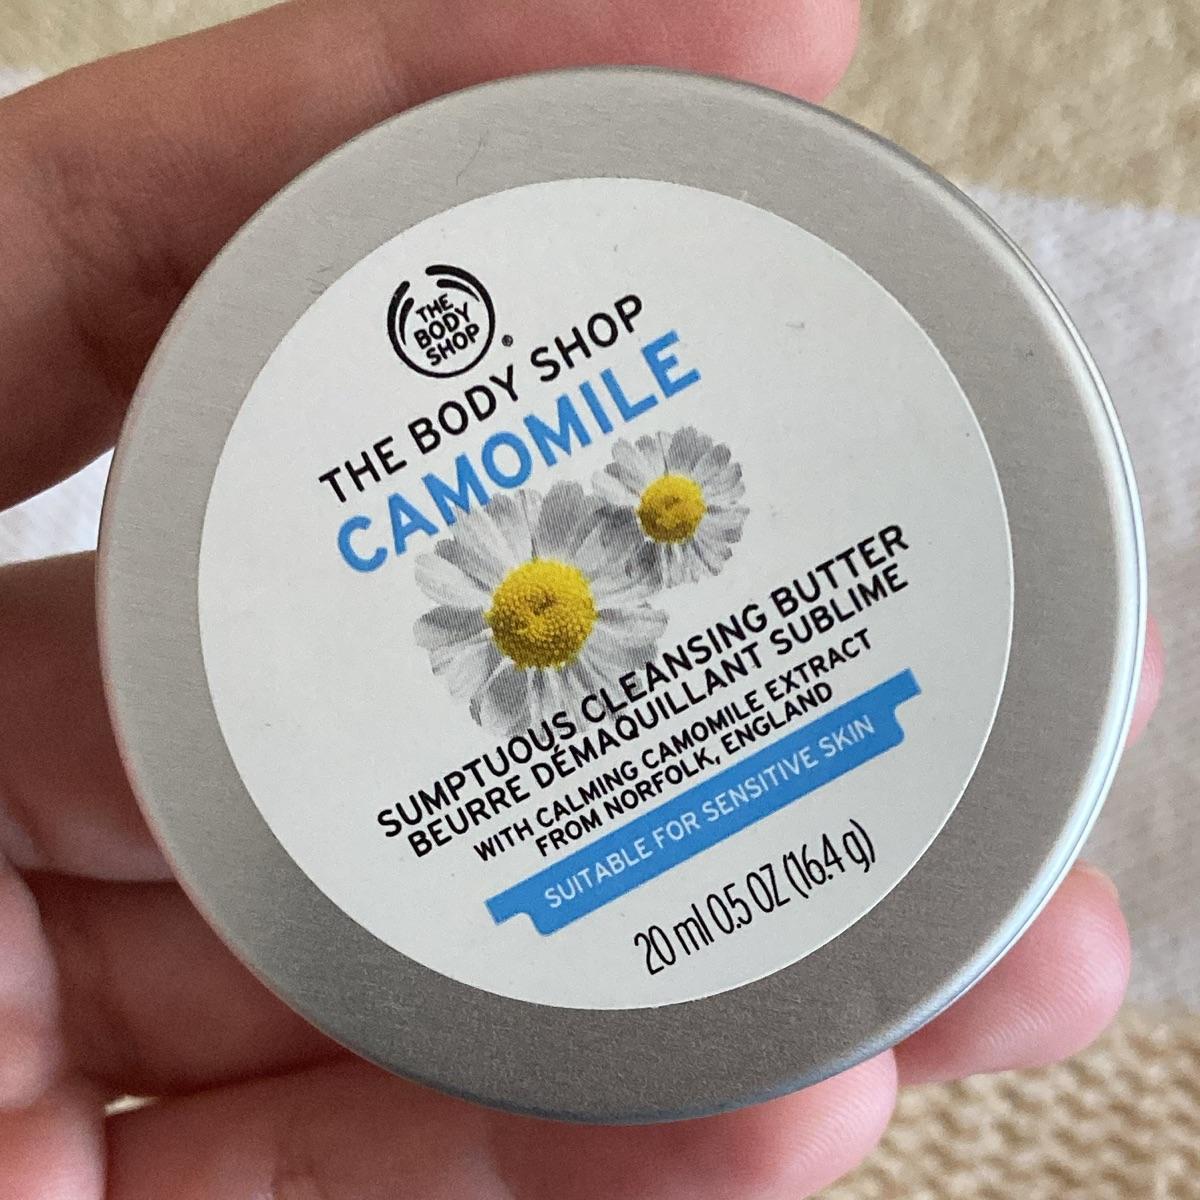 THE
BODY
SHOP
®
THE BODY SHOP
CAMOMILE
SUMPTUOUS CLEANSING BUTTER
BEURRE DÉMAQUILLANT SUBLIME
WITH CALMING CAMOMILE EXTRACT
FROM NORFOLK, ENGLAND
SUITABLE FOR SENSITIVE SKIN
20 ml 0.5 OZ (16.4 g)